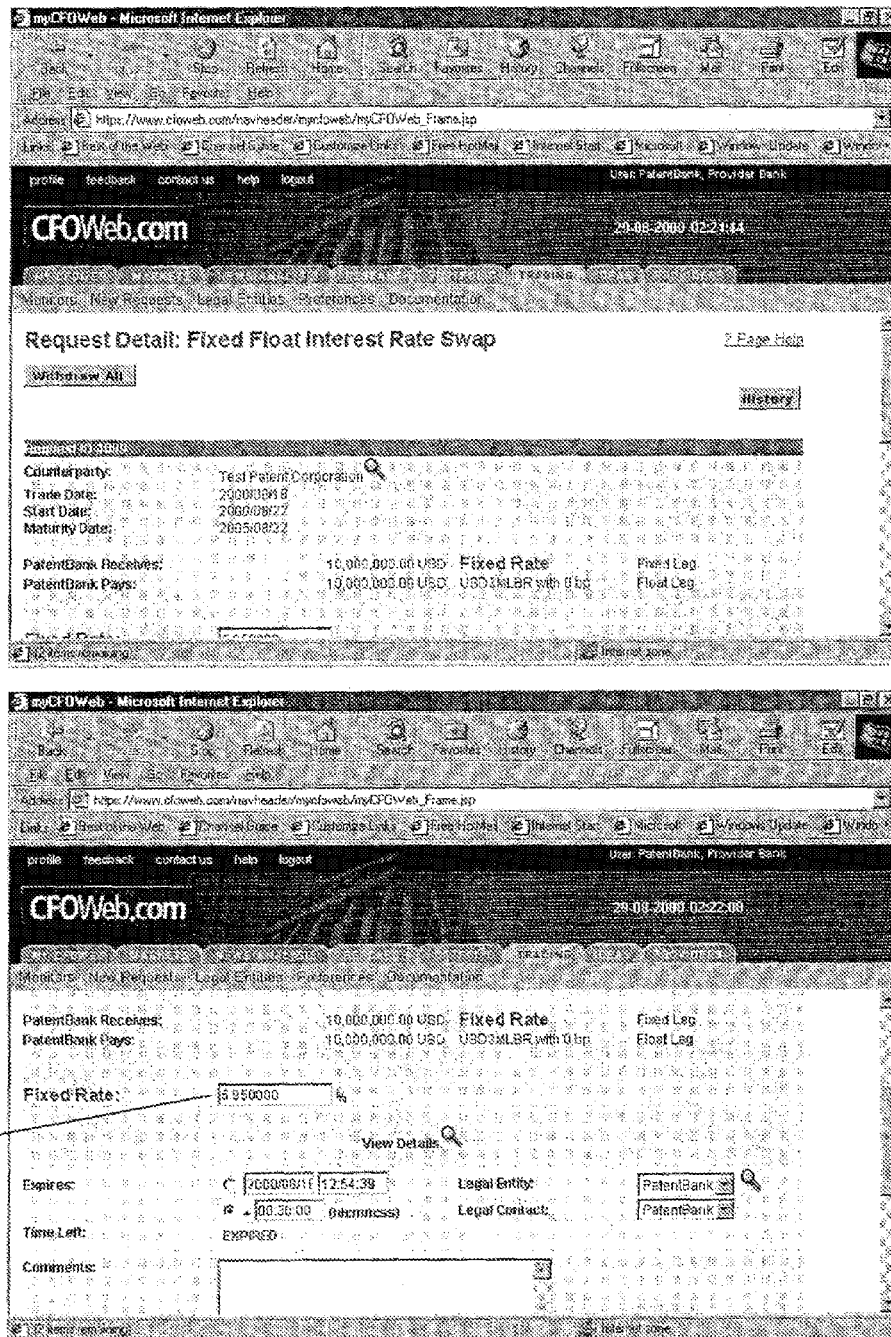 myCFOWeb - Microsoft Internet Explorer
Back Stop Refresh Home Search Favorites History Channels Fullscreen Mail Print Edit
File Edit View Go Favorites Help
Address https://www.cfoweb.com/navheader/mycfoweb/myCFOWeb_Frame.jsp
Links Best of the Web Channel Guide Customize Links Free HotMail Internet Start Microsoft Windows Update
profile feedback contact us help logout User: PatentBank, Provider Bank
CFOWeb.com 29-08-2000 02:21:44
TRADING
Monitors New Requests Legal Entities Preferences Documentation
Request Detail: Fixed Float Interest Rate Swap ? Page Help
Withdraw All
History
Counterparty: Test Patent Corporation
Trade Date: 2000/08/18
Start Date: 2000/08/22
Maturity Date: 2005/08/22
PatentBank Receives: 10,000,000.00 USD Fixed Rate Fixed Leg
PatentBank Pays: 10,000,000.00 USD USD3MLBR with 0 bp Float Leg
Fixed Rate:
Internet zone
myCFOWeb - Microsoft Internet Explorer
Back Stop Refresh Home Search Favorites History Channels Fullscreen Mail Print Edit
File Edit View Go Favorites Help
Address https://www.cfoweb.com/navheader/mycfoweb/myCFOWeb_Frame.jsp
Links Best of the Web Channel Guide Customize Links Free HotMail Internet Start Microsoft Windows Update
profile feedback contact us help logout User: PatentBank, Provider Bank
CFOWeb.com 29-08-2000 02:22:00
TRADING
Monitors New Requests Legal Entities Preferences Documentation
PatentBank Receives: 10,000,000.00 USD Fixed Rate Fixed Leg
PatentBank Pays: 10,000,000.00 USD USD3MLBR with 0 bp Float Leg
Fixed Rate: %
View Details
Expires: 12:54:39 Legal Entity: PatentBank
00:30:00 (hh:mm:ss) Legal Contact: PatentBank
Time Left: EXPIRED
Comments:
Internet zone